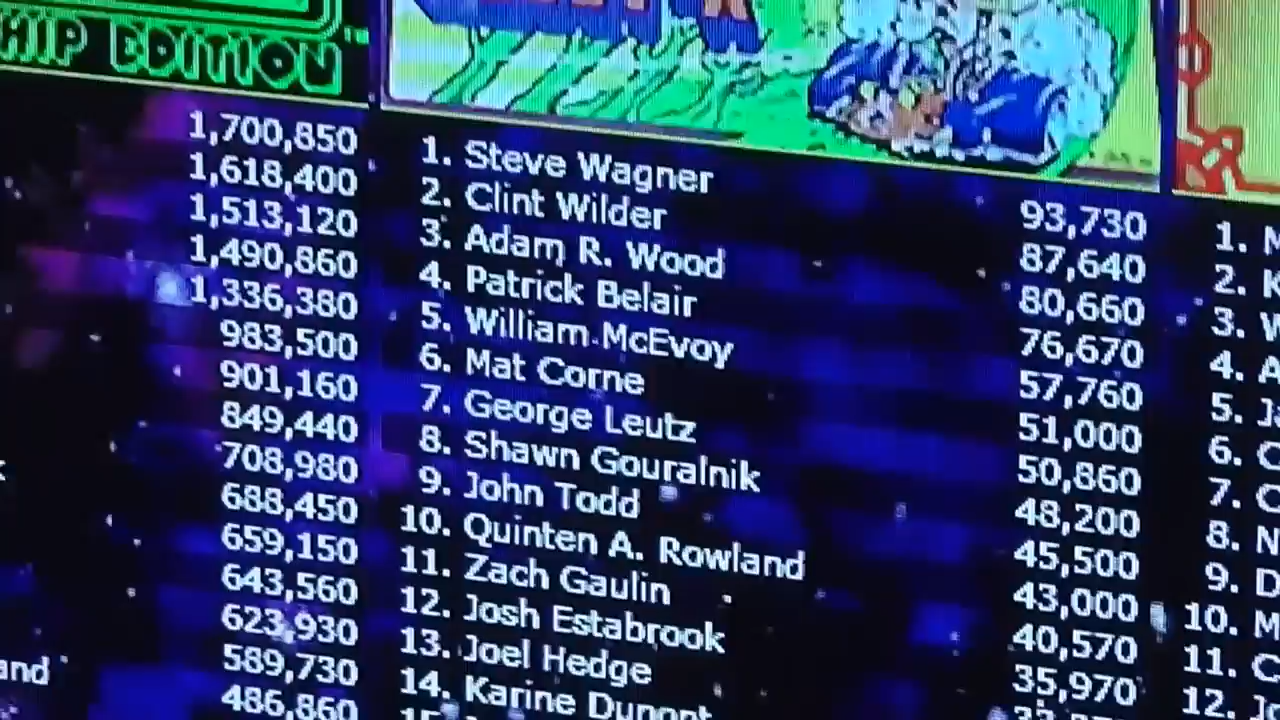 HIP EDITION™
1,700,850
1,618,400
1,513,120
1,490,860
1,336,380
983,500
901,160
849,440
708,980
688,450
659,150
643,560
623,930
589,730
486,860
1. Steve Wagner 93,730
2. Clint Wilder 87,640
3. Adam R. Wood 80,660
4. Patrick Belair 76,670
5. William McEvoy 57,760
6. Mat Corne 51,000
7. George Leutz 50,860
8. Shawn Gouralnik 48,200
9. John Todd 45,500
10. Quinten A. Rowland 43,000
11. Zach Gaulin 40,570
12. Josh Estabrook 35,970
13. Joel Hedge
14. Karine Dupont
1.
2.
3.
4.
5.
6.
7.
8.
9.
10.
11.
12.